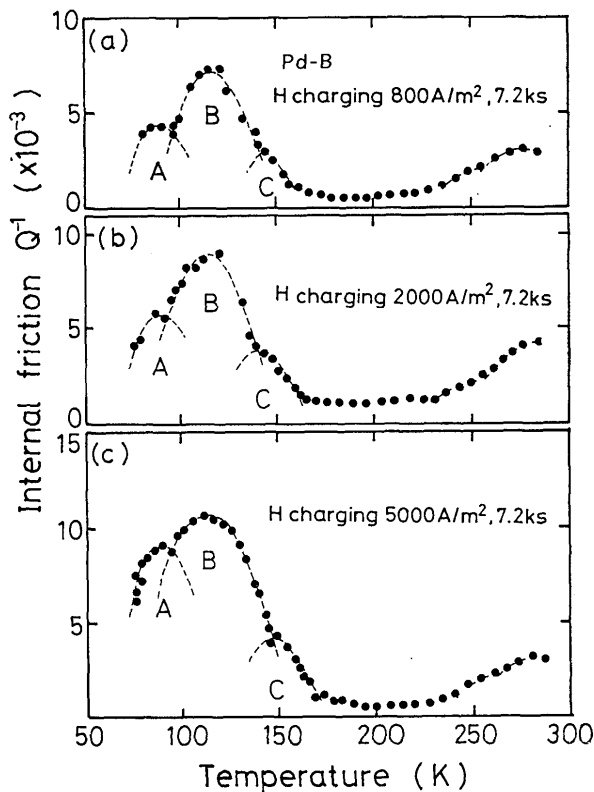 (a)
Pd-B
H charging 800A/m², 7.2ks
A
B
C
10
5
0
(b)
H charging 2000A/m², 7.2ks
A
B
C
10
5
0
(c)
H charging 5000A/m², 7.2ks
A
B
C
15
10
5
50 100 150 200 250 300
Internal friction Q⁻¹ (×10⁻³)
Temperature (K)